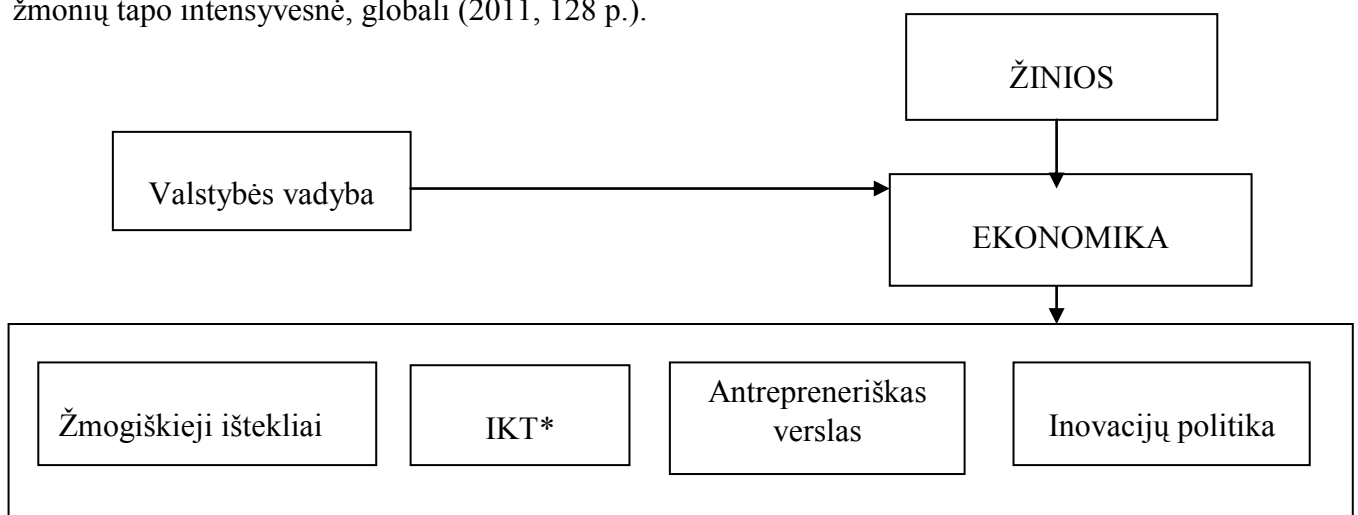 žmonių tapo intensyvesnė, globali (2011, 128 p.).
ŽINIOS
Valstybės vadyba
EKONOMIKA
Žmogiškieji ištekliai
IKT*
Antrepreneriškas
verslas
Inovacijų politika